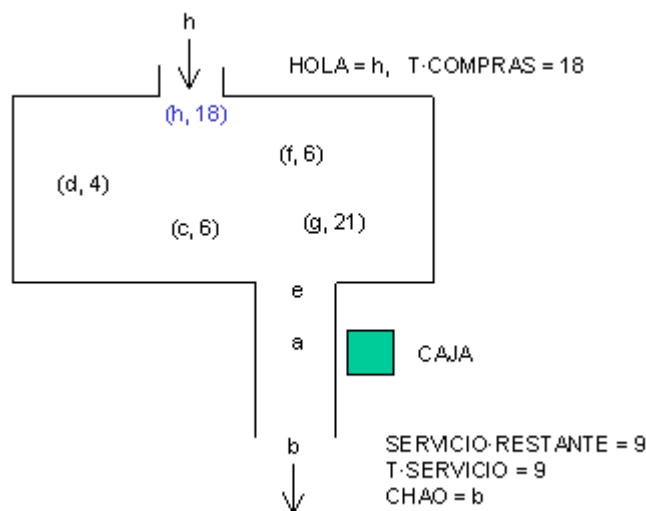 h
HOLA = h, T·COMPRAS = 18
(h, 18)
(f, 6)
(d, 4)
(c, 6)
(g, 21)
e
a
CAJA
b
SERVICIO·RESTANTE = 9
T·SERVICIO = 9
CHAO = b